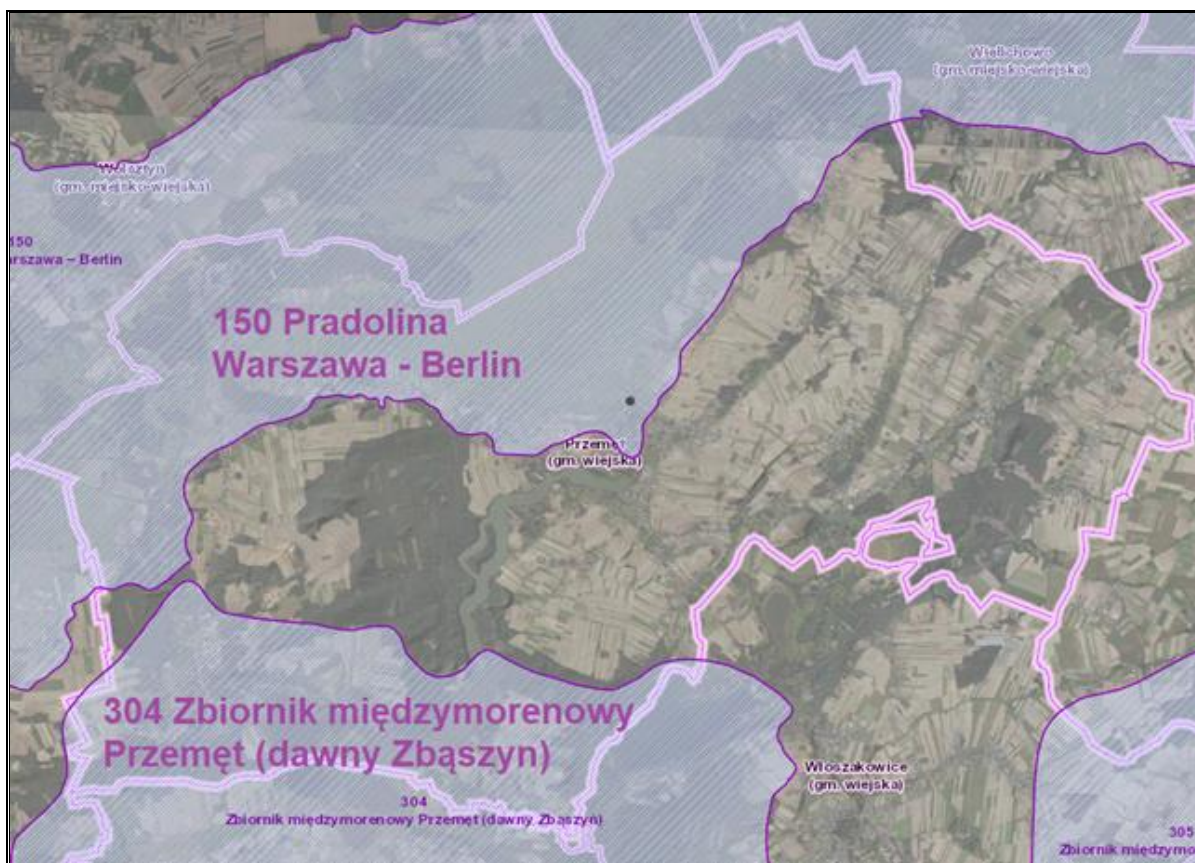 Wielichowo
(gm. miejsko-wiejska)
Wolsztyn
(gm. miejsko-wiejska)
150
rszawa – Berlin
150 Pradolina
Warszawa - Berlin
Przemęt
(gm. wiejska)
304 Zbiornik międzymorenowy
Przemęt (dawny Zbąszyn)
Włoszakowice
(gm. wiejska)
304
Zbiornik międzymorenowy Przemęt (dawny Zbąszyn)
305
Zbiornik międzymo